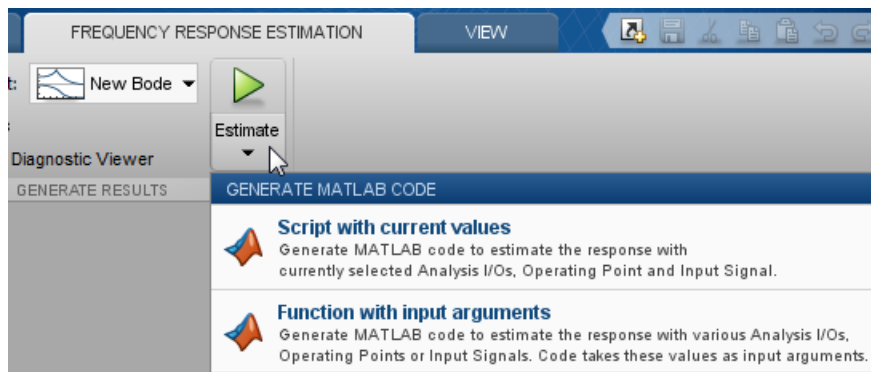 FREQUENCY RESPONSE ESTIMATION
VIEW
t:
New Bode
Estimate
Diagnostic Viewer
GENERATE RESULTS
GENERATE MATLAB CODE
Script with current values
Generate MATLAB code to estimate the response with
currently selected Analysis I/Os, Operating Point and Input Signal.
Function with input arguments
Generate MATLAB code to estimate the response with various Analysis I/Os,
Operating Points or Input Signals. Code takes these values as input arguments.